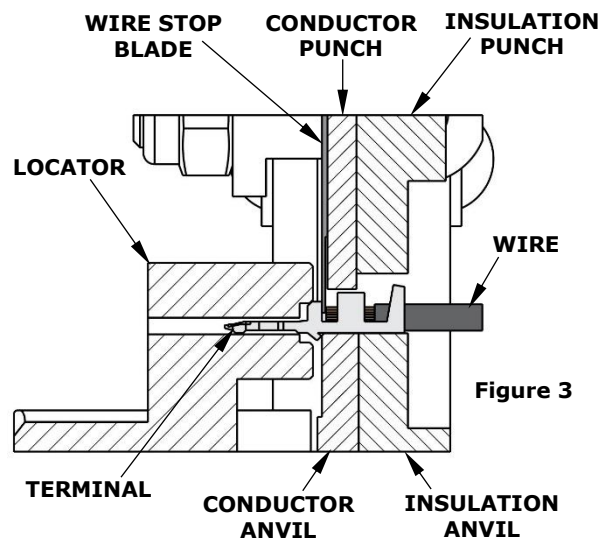 WIRE STOP
BLADE
CONDUCTOR
PUNCH
INSULATION
PUNCH
LOCATOR
WIRE
Figure 3
TERMINAL
CONDUCTOR
ANVIL
INSULATION
ANVIL